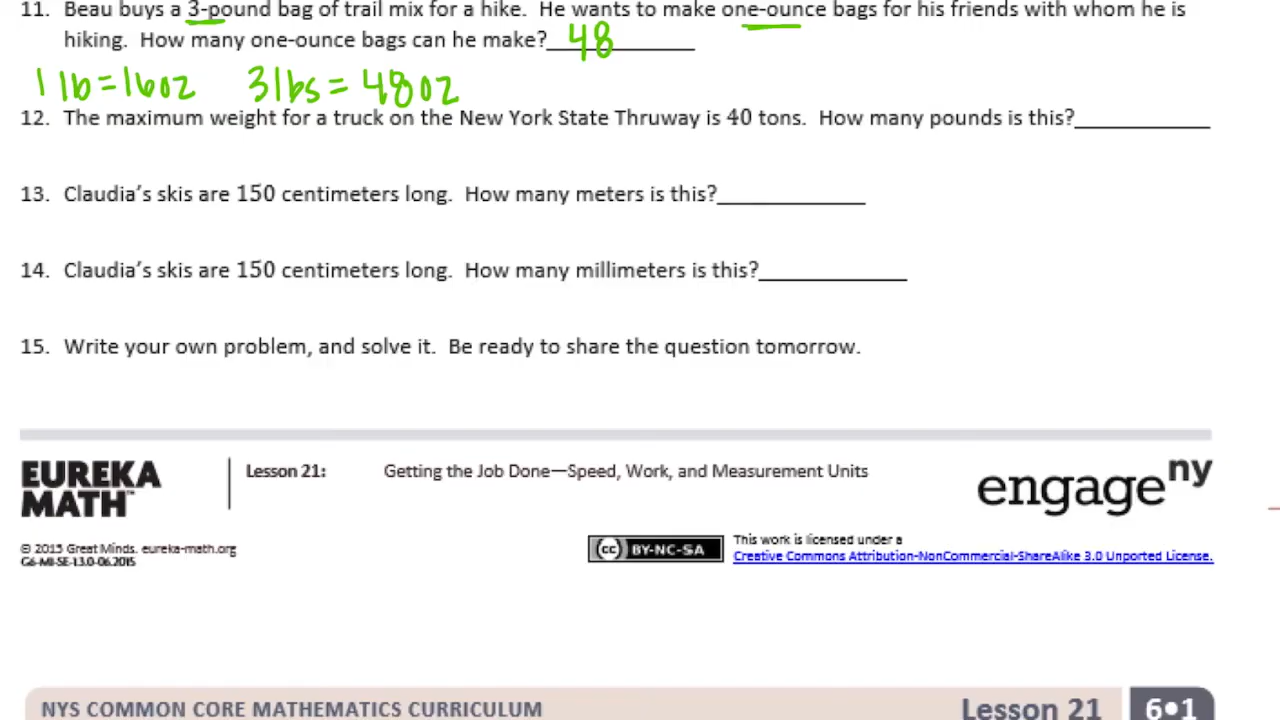 11. Beau buys a 3-pound bag of trail mix for a hike. He wants to make one-ounce bags for his friends with whom he is
hiking. How many one-ounce bags can he make? 48
1 lb = 16oz 3 lbs = 48 oz
12. The maximum weight for a truck on the New York State Thruway is 40 tons. How many pounds is this?
13. Claudia's skis are 150 centimeters long. How many meters is this?
14. Claudia's skis are 150 centimeters long. How many millimeters is this?
15. Write your own problem, and solve it. Be ready to share the question tomorrow.
EUREKA
MATH™
Lesson 21: Getting the Job Done—Speed, Work, and Measurement Units
engageny
© 2015 Great Minds. eureka-math.org
G6-M1-SE-1.3.0-06.2015
cc BY-NC-SA
This work is licensed under a
Creative Commons Attribution-NonCommercial-ShareAlike 3.0 Unported License.
NYS COMMON CORE MATHEMATICS CURRICULUM Lesson 21 6•1